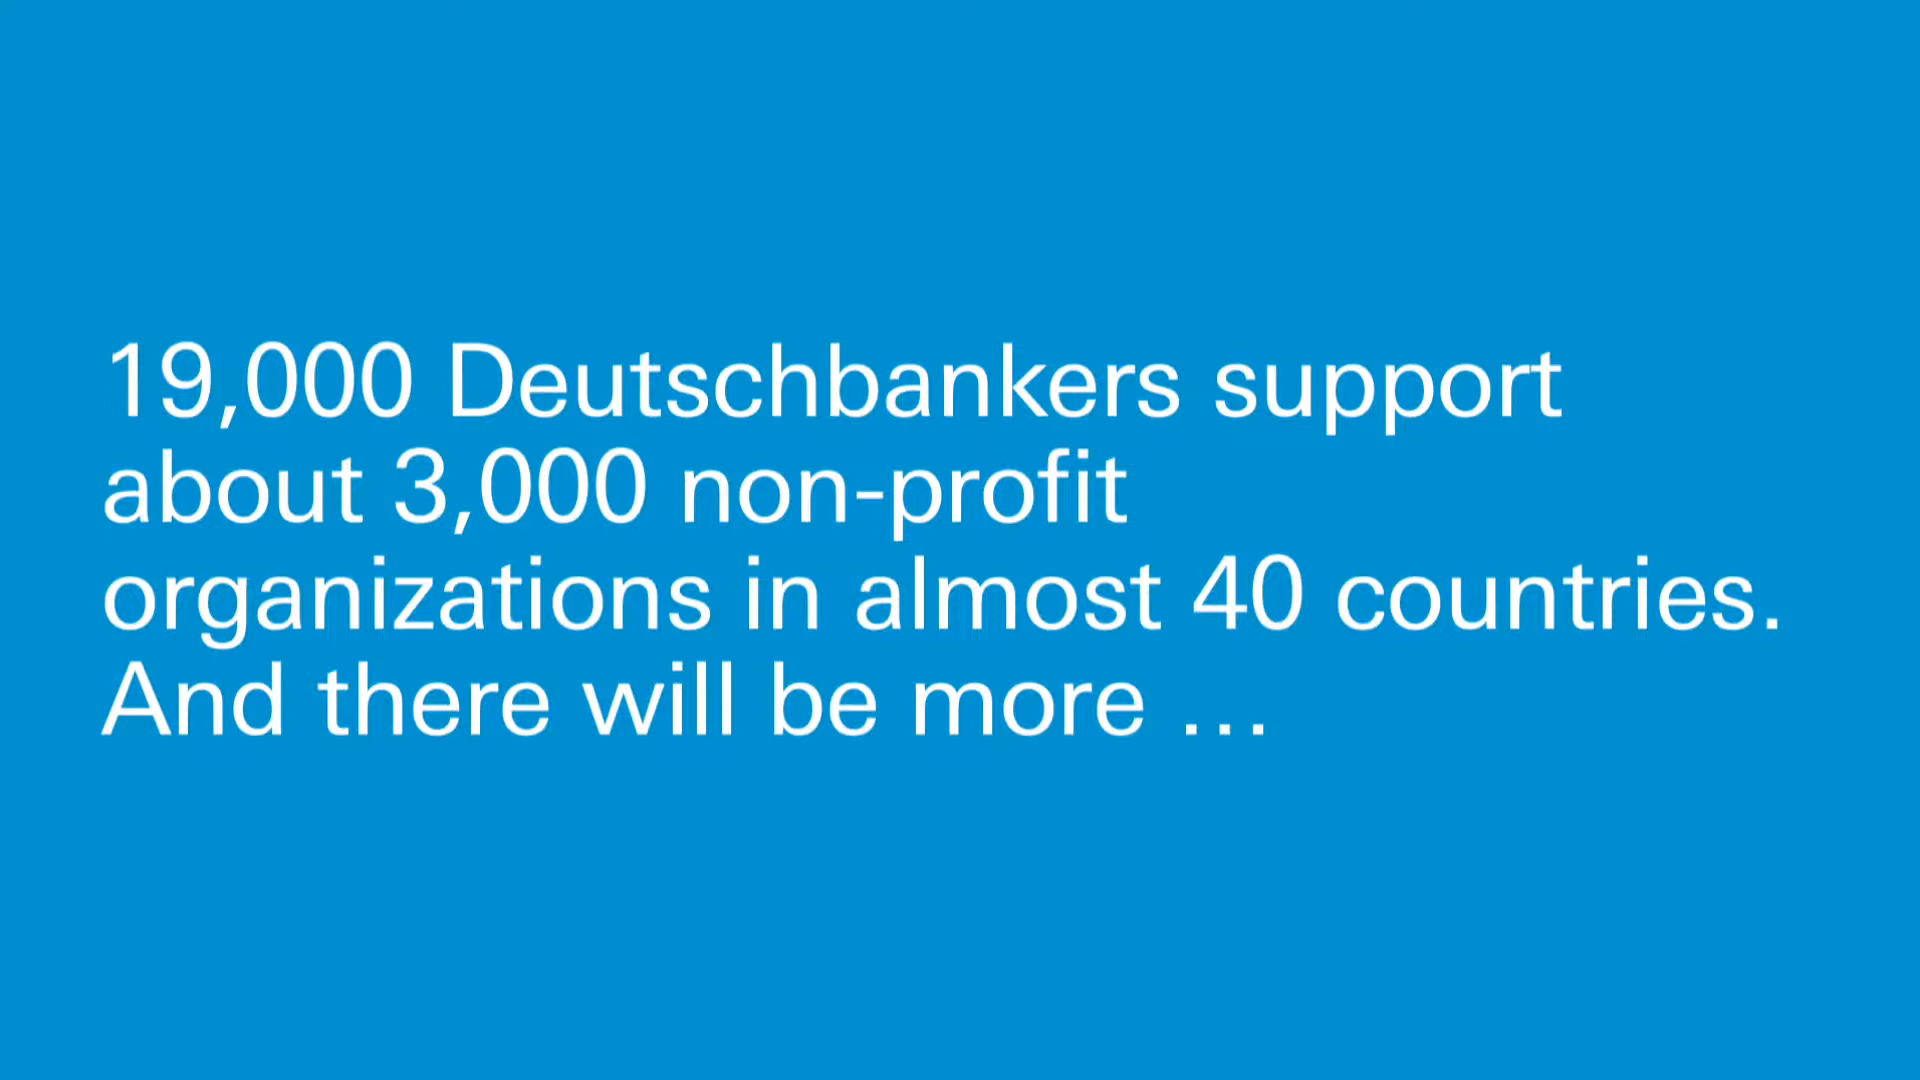 19,000 Deutschbankers support
about 3,000 non-profit
organizations in almost 40 countries.
And there will be more …